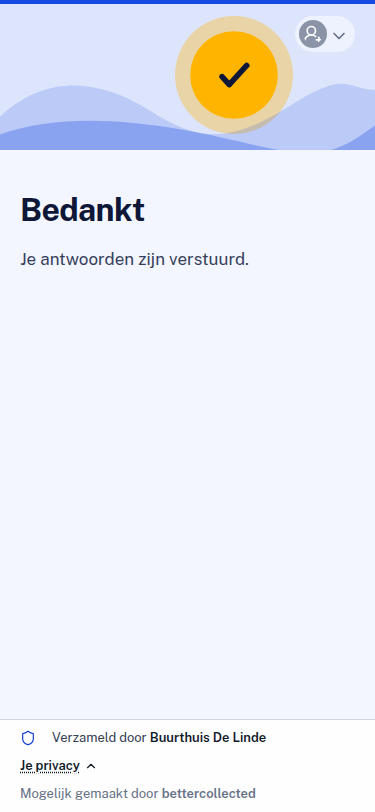 Bedankt
Je antwoorden zijn verstuurd.
Verzameld door Buurthuis De Linde
Je privacy
Mogelijk gemaakt door bettercollected